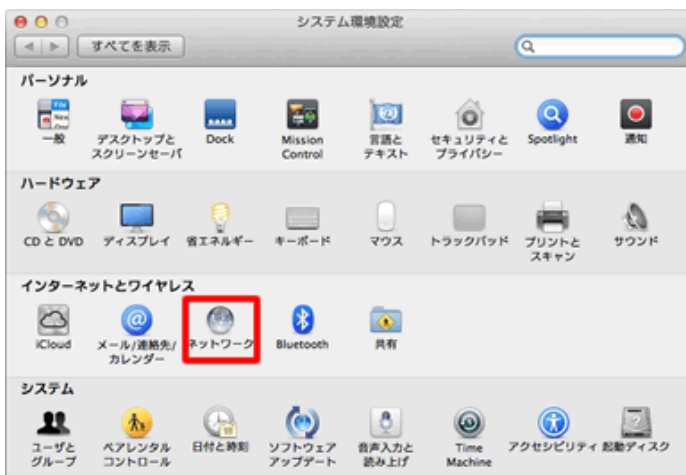 システム環境設定
すべてを表示
パーソナル
一般
デスクトップと
スクリーンセーバ
Dock
Mission
Control
言語と
テキスト
セキュリティと
プライバシー
Spotlight
通知
ハードウェア
CD と DVD
ディスプレイ
省エネルギー
キーボード
マウス
トラックパッド
プリントと
スキャン
サウンド
インターネットとワイヤレス
iCloud
メール/連絡先/
カレンダー
ネットワーク
Bluetooth
共有
システム
ユーザと
グループ
ペアレンタル
コントロール
日付と時刻
ソフトウェア
アップデート
音声入力と
読み上げ
Time
Machine
アクセシビリティ
起動ディスク